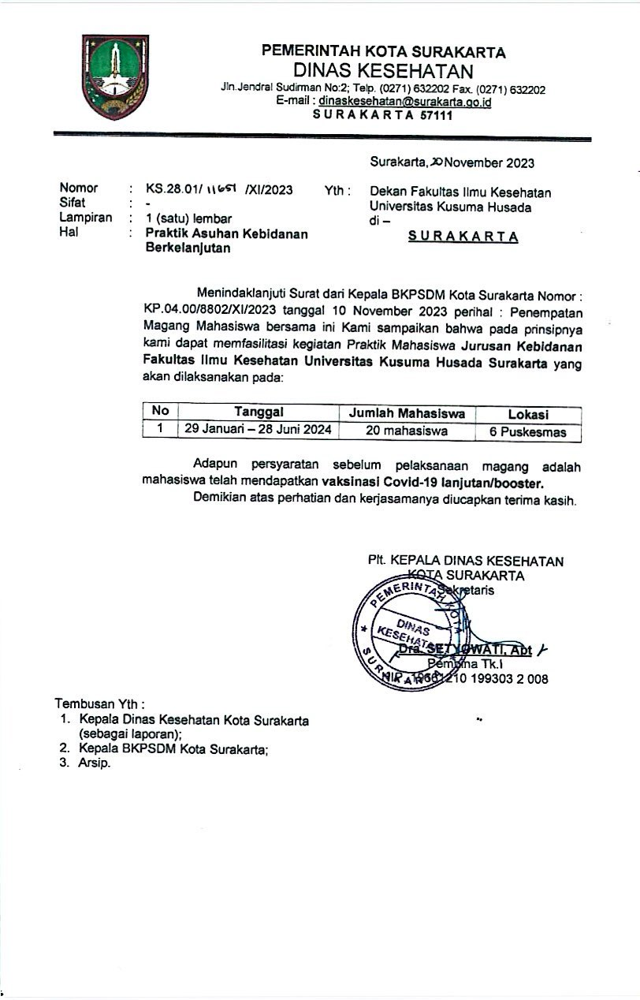 PEMERINTAH KOTA SURAKARTA
DINAS KESEHATAN
Jln.Jendral Sudirman No:2; Telp. (0271) 632202 Fax. (0271) 632202
E-mail : dinaskesehatan@surakarta.go.id
S U R A K A R T A 57111
Surakarta, 20 November 2023
Nomor : KS.28.01/ 11651 /XI/2023
Sifat : -
Lampiran : 1 (satu) lembar
Hal : Praktik Asuhan Kebidanan
Berkelanjutan
Yth : Dekan Fakultas Ilmu Kesehatan
Universitas Kusuma Husada
di –
S U R A K A R T A
Menindaklanjuti Surat dari Kepala BKPSDM Kota Surakarta Nomor :
KP.04.00/8802/XI/2023 tanggal 10 November 2023 perihal : Penempatan
Magang Mahasiswa bersama ini Kami sampaikan bahwa pada prinsipnya
kami dapat memfasilitasi kegiatan Praktik Mahasiswa Jurusan Kebidanan
Fakultas Ilmu Kesehatan Universitas Kusuma Husada Surakarta yang
akan dilaksanakan pada:
No Tanggal Jumlah Mahasiswa Lokasi
1 29 Januari – 28 Juni 2024 20 mahasiswa 6 Puskesmas
Adapun persyaratan sebelum pelaksanaan magang adalah
mahasiswa telah mendapatkan vaksinasi Covid-19 lanjutan/booster.
Demikian atas perhatian dan kerjasamanya diucapkan terima kasih.
Plt. KEPALA DINAS KESEHATAN
KOTA SURAKARTA
Sekretaris
PEMERINTAH KOTA
DINAS
KESEHATAN
SURAKARTA
Dra. SETYOWATI, Apt
Pembina Tk.I
NIP. 19661210 199303 2 008
Tembusan Yth :
1. Kepala Dinas Kesehatan Kota Surakarta
(sebagai laporan);
2. Kepala BKPSDM Kota Surakarta;
3. Arsip.